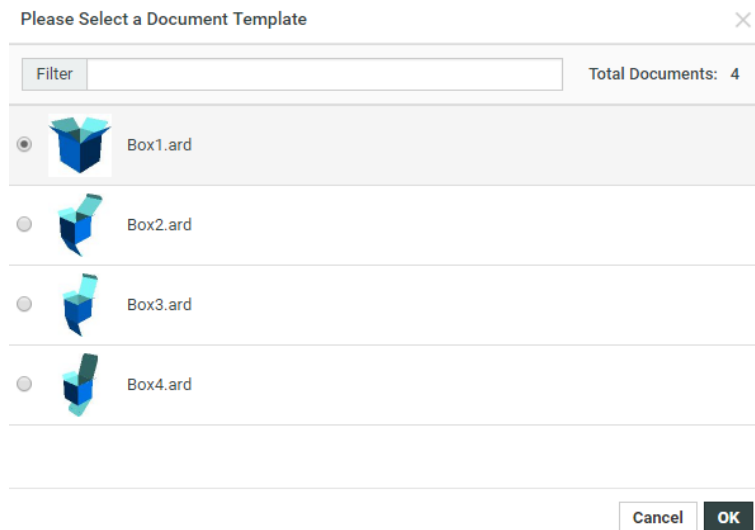 Please Select a Document Template
Filter Total Documents: 4
Box1.ard
Box2.ard
Box3.ard
Box4.ard
Cancel OK